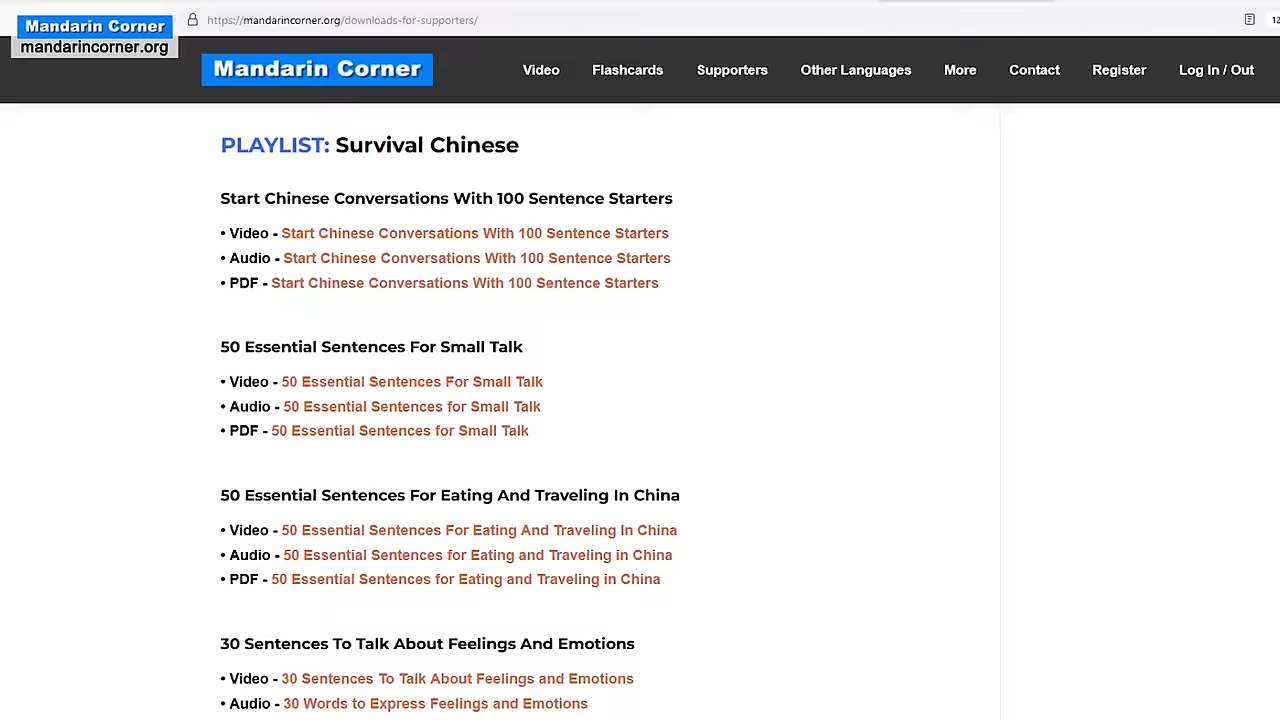 Mandarin Corner
mandarincorner.org
https://mandarincorner.org/downloads-for-supporters/
Mandarin Corner
Video
Flashcards
Supporters
Other Languages
More
Contact
Register
Log In / Out
PLAYLIST: Survival Chinese
Start Chinese Conversations With 100 Sentence Starters
• Video - Start Chinese Conversations With 100 Sentence Starters
• Audio - Start Chinese Conversations With 100 Sentence Starters
• PDF - Start Chinese Conversations With 100 Sentence Starters
50 Essential Sentences For Small Talk
• Video - 50 Essential Sentences For Small Talk
• Audio - 50 Essential Sentences for Small Talk
• PDF - 50 Essential Sentences for Small Talk
50 Essential Sentences For Eating And Traveling In China
• Video - 50 Essential Sentences For Eating And Traveling In China
• Audio - 50 Essential Sentences for Eating and Traveling in China
• PDF - 50 Essential Sentences for Eating and Traveling in China
30 Sentences To Talk About Feelings And Emotions
• Video - 30 Sentences To Talk About Feelings and Emotions
• Audio - 30 Words to Express Feelings and Emotions